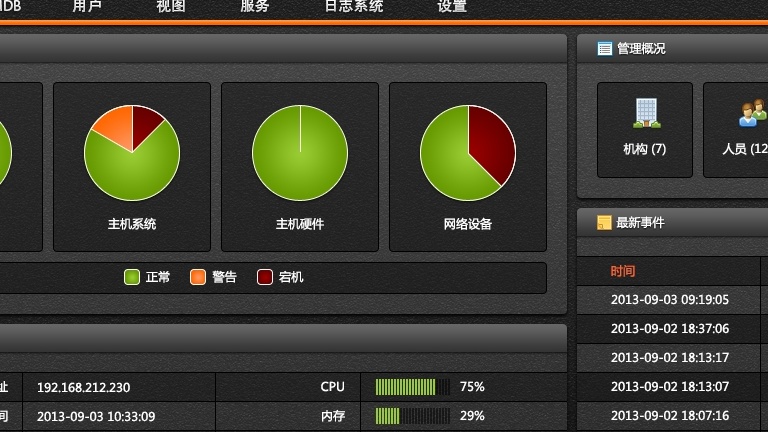 MDB 用户 视图 服务 日志系统 设置
管理概况
机构 (7) 人员 (12
主机系统 主机硬件 网络设备
最新事件
正常 警告 宕机
时间
2013-09-03 09:19:05
2013-09-02 18:37:06
2013-09-02 18:13:17
址 192.168.212.230 CPU 75%
2013-09-02 18:13:07
间 2013-09-03 10:33:09 内存 29%
2013-09-02 18:07:16